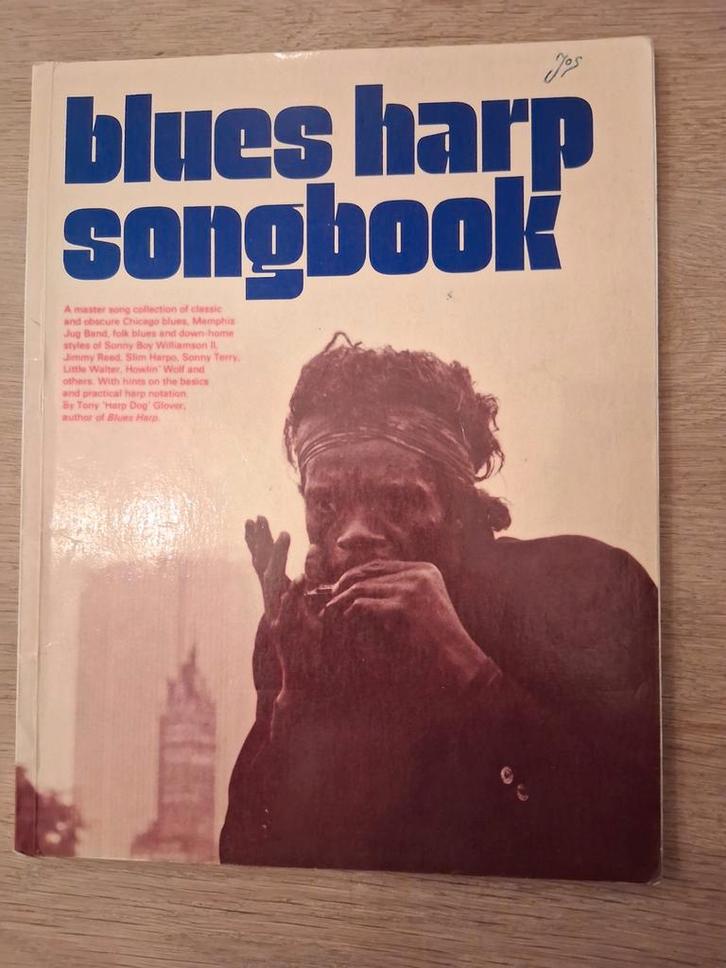 Jos
blues harp
songbook
A master song collection of classic
and obscure Chicago blues, Memphis
Jug Band, folk blues and down-home
styles of Sonny Boy Williamson II,
Jimmy Reed, Slim Harpo, Sonny Terry,
Little Walter, Howlin' Wolf and
others. With hints on the basics
and practical harp notation.
By Tony 'Harp Dog' Glover,
author of Blues Harp.